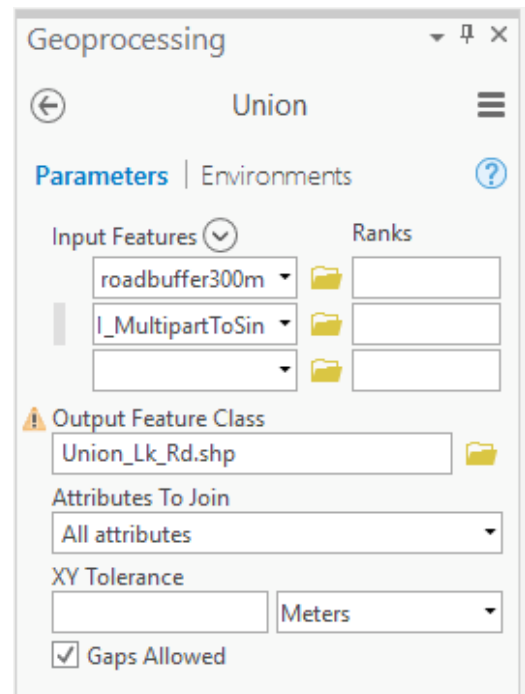 Geoprocessing
Union
Parameters | Environments
Input Features Ranks
roadbuffer300m
l_MultipartToSin
Output Feature Class
Union_Lk_Rd.shp
Attributes To Join
All attributes
XY Tolerance
Meters
Gaps Allowed